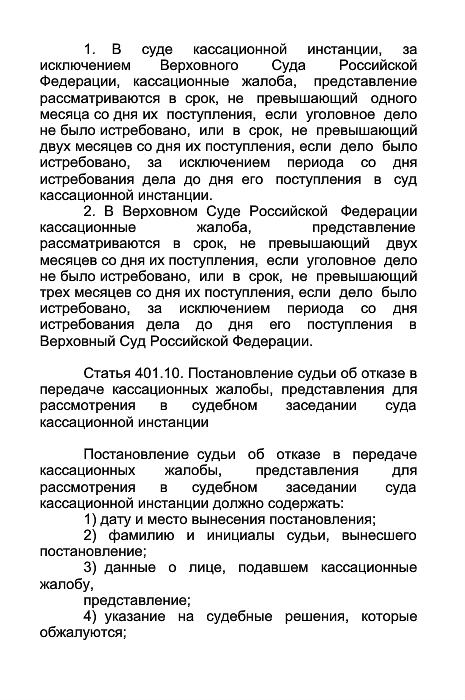 1. В суде кассационной инстанции, за
исключением Верховного Суда Российской
Федерации, кассационные жалоба, представление
рассматриваются в срок, не превышающий одного
месяца со дня их поступления, если уголовное дело
не было истребовано, или в срок, не превышающий
двух месяцев со дня их поступления, если дело было
истребовано, за исключением периода со дня
истребования дела до дня его поступления в суд
кассационной инстанции.
2. В Верховном Суде Российской Федерации
кассационные жалоба, представление
рассматриваются в срок, не превышающий двух
месяцев со дня их поступления, если уголовное дело
не было истребовано, или в срок, не превышающий
трех месяцев со дня их поступления, если дело было
истребовано, за исключением периода со дня
истребования дела до дня его поступления в
Верховный Суд Российской Федерации.
Статья 401.10. Постановление судьи об отказе в
передаче кассационных жалобы, представления для
рассмотрения в судебном заседании суда
кассационной инстанции
Постановление судьи об отказе в передаче
кассационных жалобы, представления для
рассмотрения в судебном заседании суда
кассационной инстанции должно содержать:
1) дату и место вынесения постановления;
2) фамилию и инициалы судьи, вынесшего
постановление;
3) данные о лице, подавшем кассационные
жалобу,
представление;
4) указание на судебные решения, которые
обжалуются;